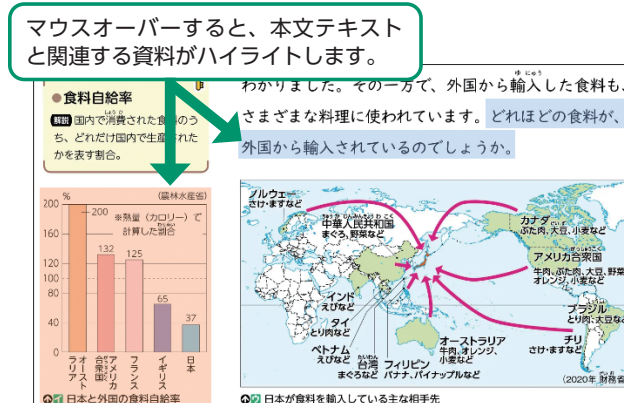 マウスオーバーすると、本文テキスト
と関連する資料がハイライトします。
●食料自給率
解説 国内で消費された食料のう
ち、どれだけ国内で生産された
かを表す割合。
わかりました。その一方で、外国から輸入した食料も、
さまざまな料理に使われています。どれほどの食料が、
外国から輸入されているのでしょうか。
% (農林水産省)
200
160
120
100
80
40
0
200
※熱量(カロリー)で
計算した割合
132
125
65
37
オーストラリア
アメリカ合衆国
フランス
イギリス
日本
1 日本と外国の食料自給率
ノルウェー
さけ・ますなど
中華人民共和国
まぐろ、野菜など
インド
えびなど
タイ
とり肉など
ベトナム
えびなど
台湾
まぐろなど
フィリピン
バナナ、パイナップルなど
オーストラリア
牛肉、オレンジ、
小麦など
カナダ
ぶた肉、大豆、小麦など
アメリカ合衆国
牛肉、ぶた肉、大豆、野菜
オレンジ、小麦など
ブラジル
とり肉、大豆など
チリ
さけ・ますなど
(2020年 財務省
2 日本が食料を輸入している主な相手先